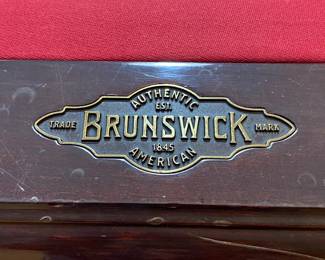 AUTHENTIC
EST.
TRADE BRUNSWICK MARK
1845
AMERICAN